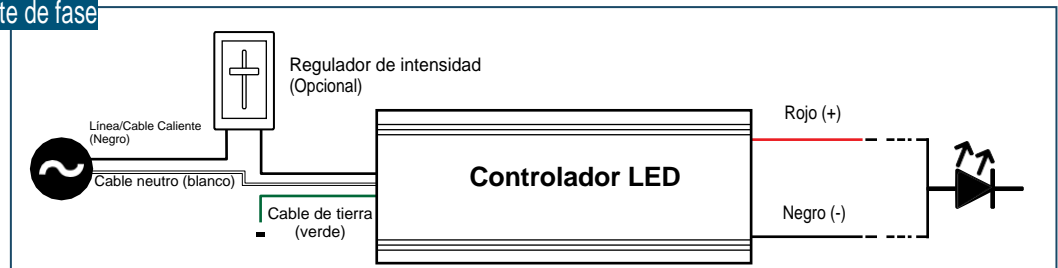 te de fase
Regulador de intensidad
(Opcional)
Línea/Cable Caliente
(Negro)
Rojo (+)
Cable neutro (blanco)
Controlador LED
Cable de tierra
(verde)
Negro (-)